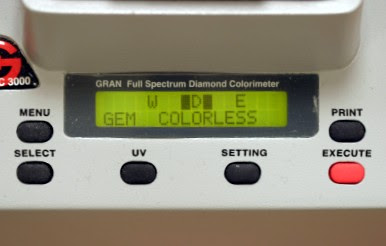 C 3000
GRAN Full Spectrum Diamond Colorimeter
W D E
GEM COLORLESS
MENU
PRINT
SELECT
UV
SETTING
EXECUTE